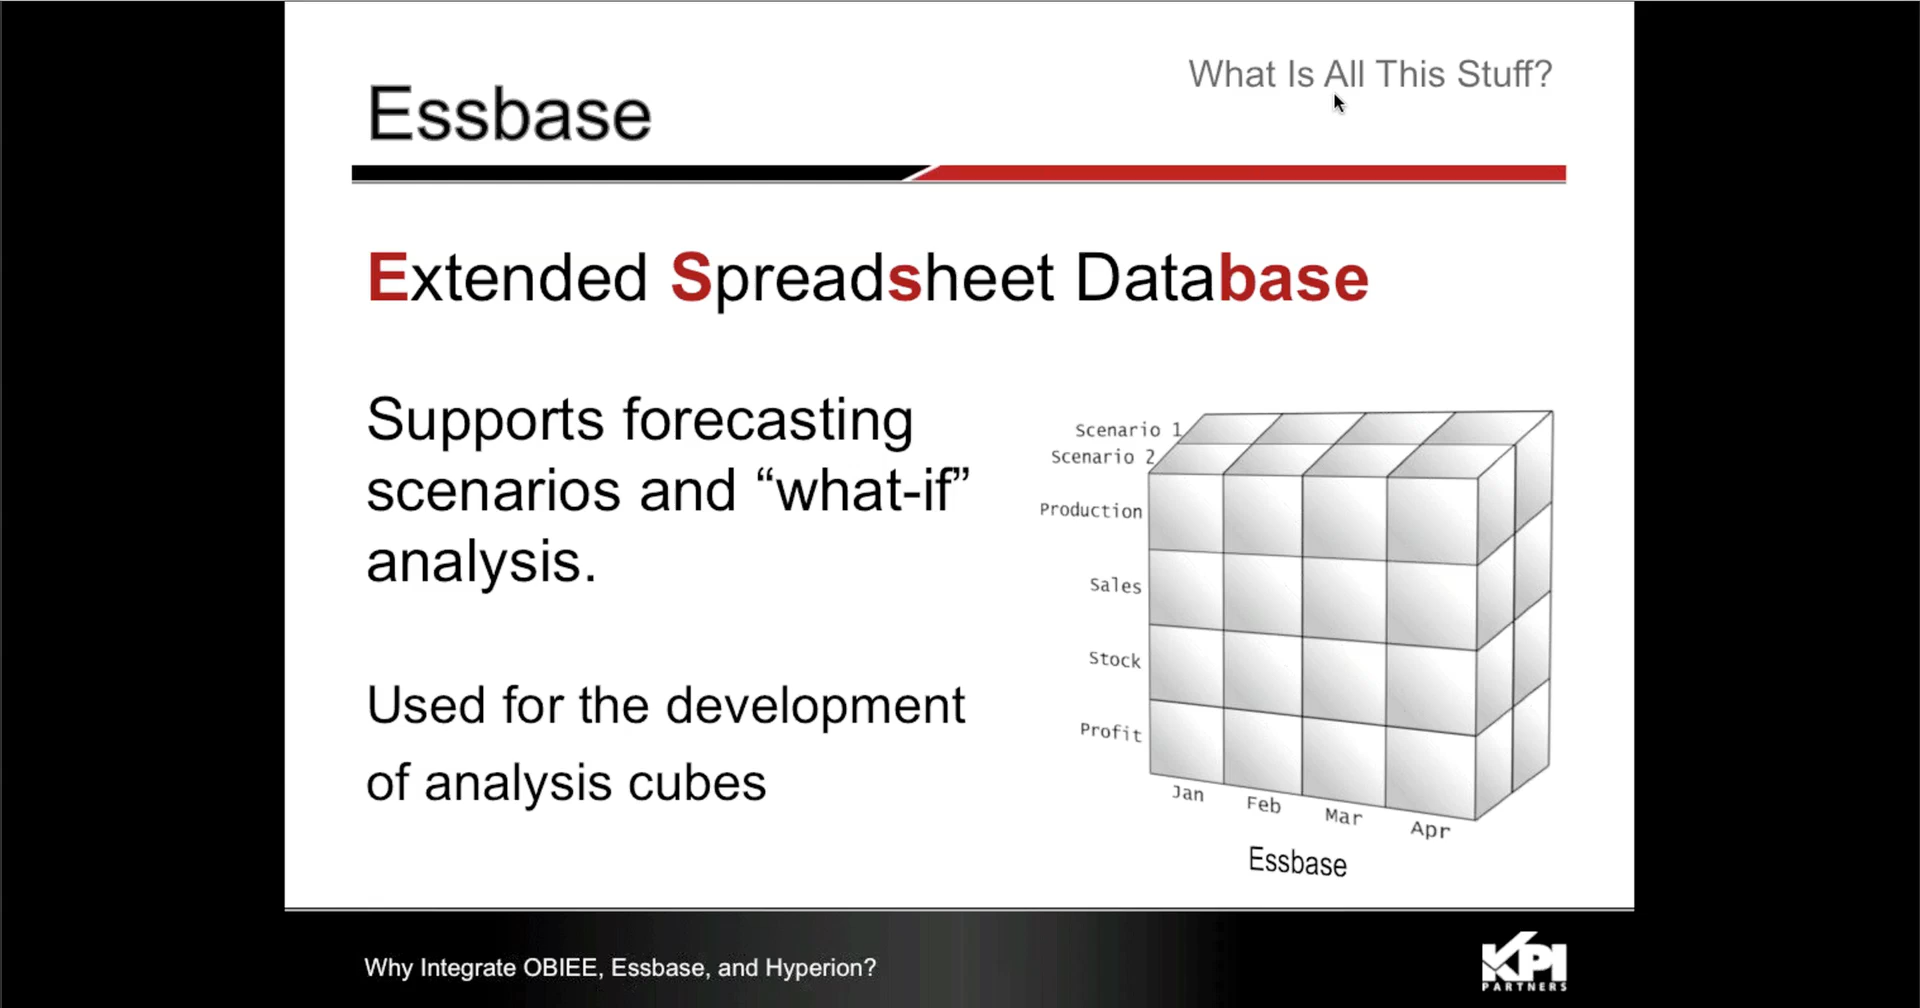 What Is All This Stuff?
Essbase
Extended Spreadsheet Database
Supports forecasting
scenarios and “what-if”
analysis.
Used for the development
of analysis cubes
Scenario 1
Scenario 2
Production
Sales
Stock
Profit
Jan Feb Mar Apr
Essbase
Why Integrate OBIEE, Essbase, and Hyperion?
KPI
PARTNERS